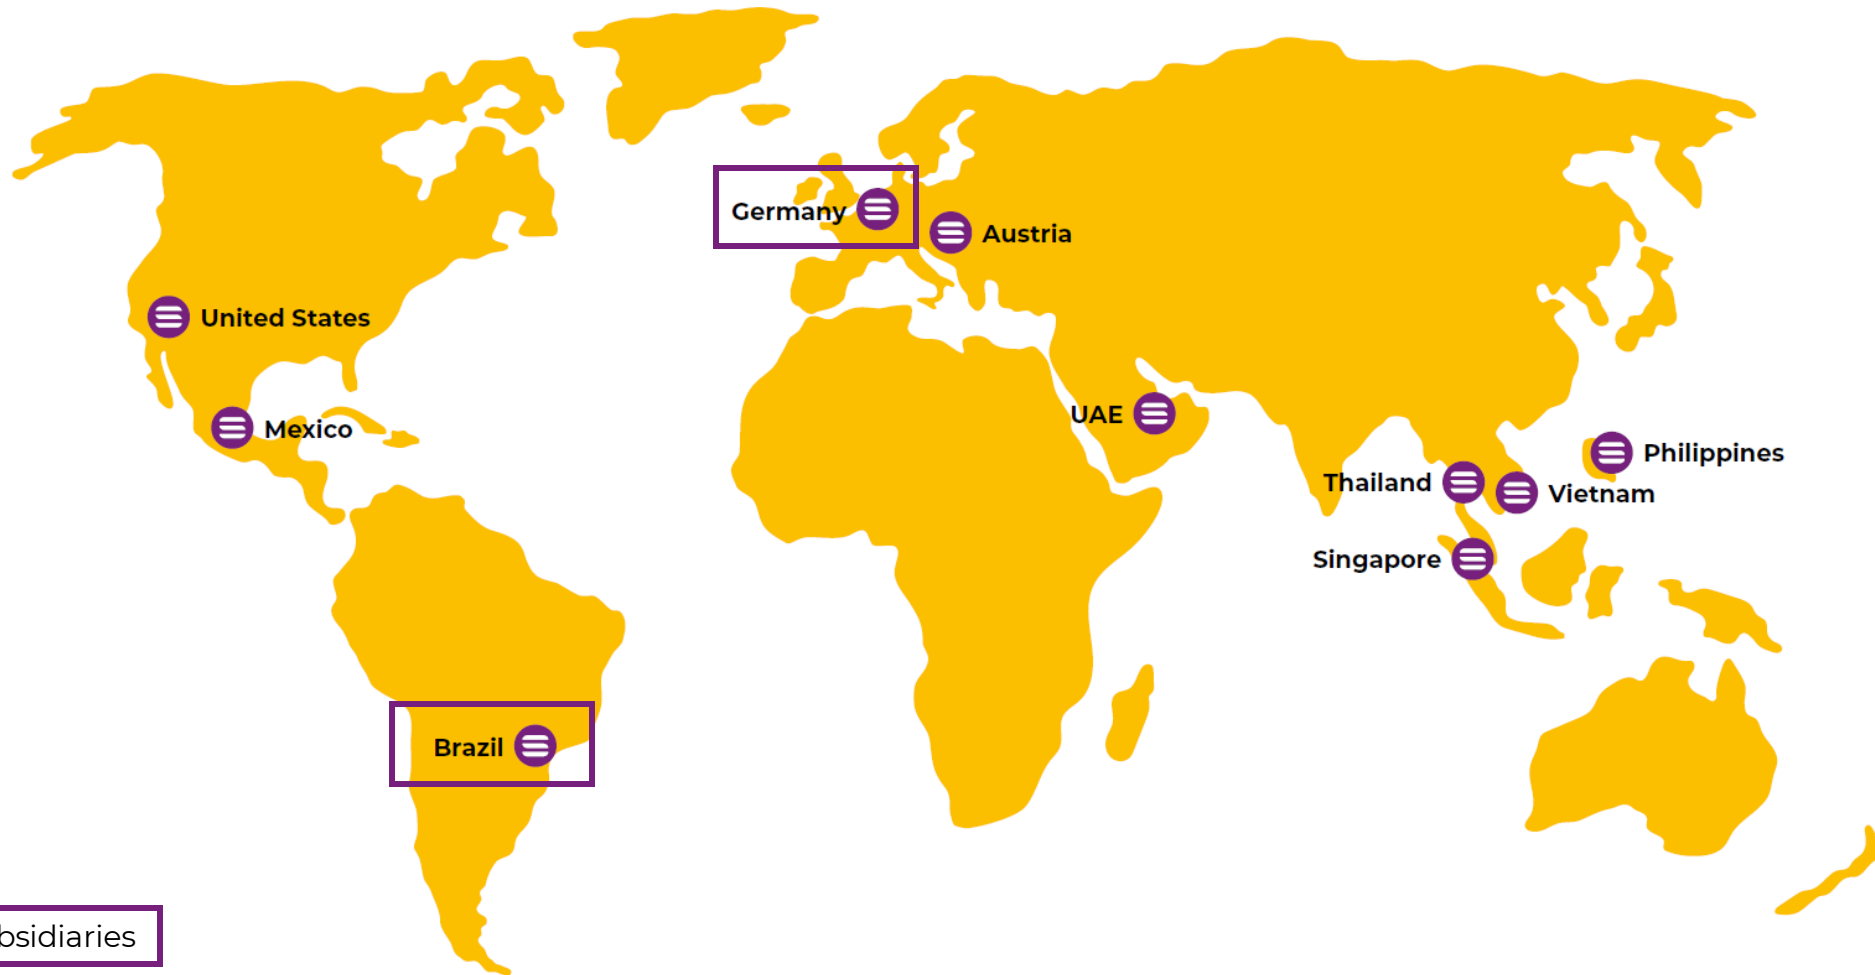 Germany
Austria
United States
UAE
Mexico
Philippines
Thailand
Vietnam
Singapore
Brazil
bsidiaries